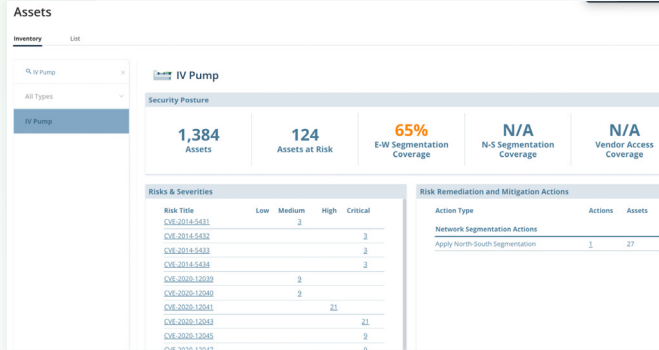 Assets
Inventory List
IV Pump ×
All Types
IV Pump
IV Pump
Security Posture
1,384
Assets
124
Assets at Risk
65%
E-W Segmentation
Coverage
N/A
N-S Segmentation
Coverage
N/A
Vendor Access
Coverage
Risks & Severities
Risk Title Low Medium High Critical
CVE-2014-5431 3
CVE-2014-5432 3
CVE-2014-5433 3
CVE-2014-5434 3
CVE-2020-12039 9
CVE-2020-12040 9
CVE-2020-12041 21
CVE-2020-12043 21
CVE-2020-12045 9
CVE-2020-12047 9
Risk Remediation and Mitigation Actions
Action Type Actions Assets
Network Segmentation Actions
Apply North-South Segmentation 1 27